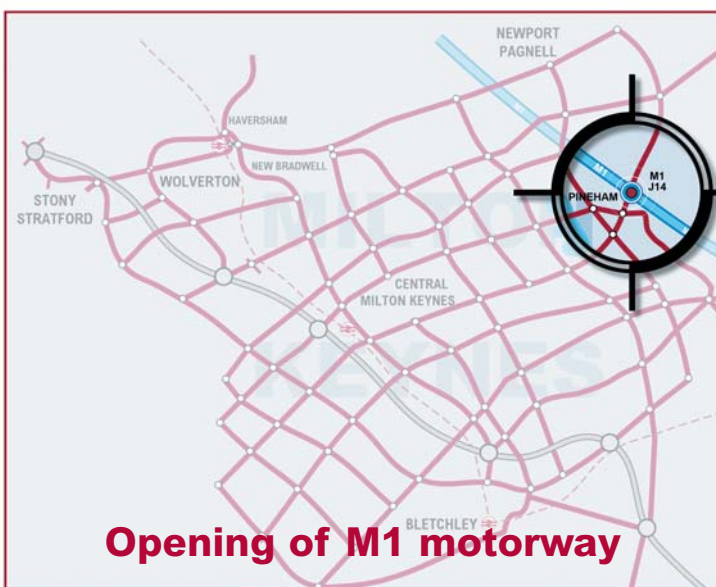 NEWPORT
PAGNELL
HAVERSHAM
M1
NEW BRADWELL
WOLVERTON
M1
J14
STONY
STRATFORD
PINEHAM
MILTON
CENTRAL
MILTON KEYNES
KEYNES
BLETCHLEY
Opening of M1 motorway